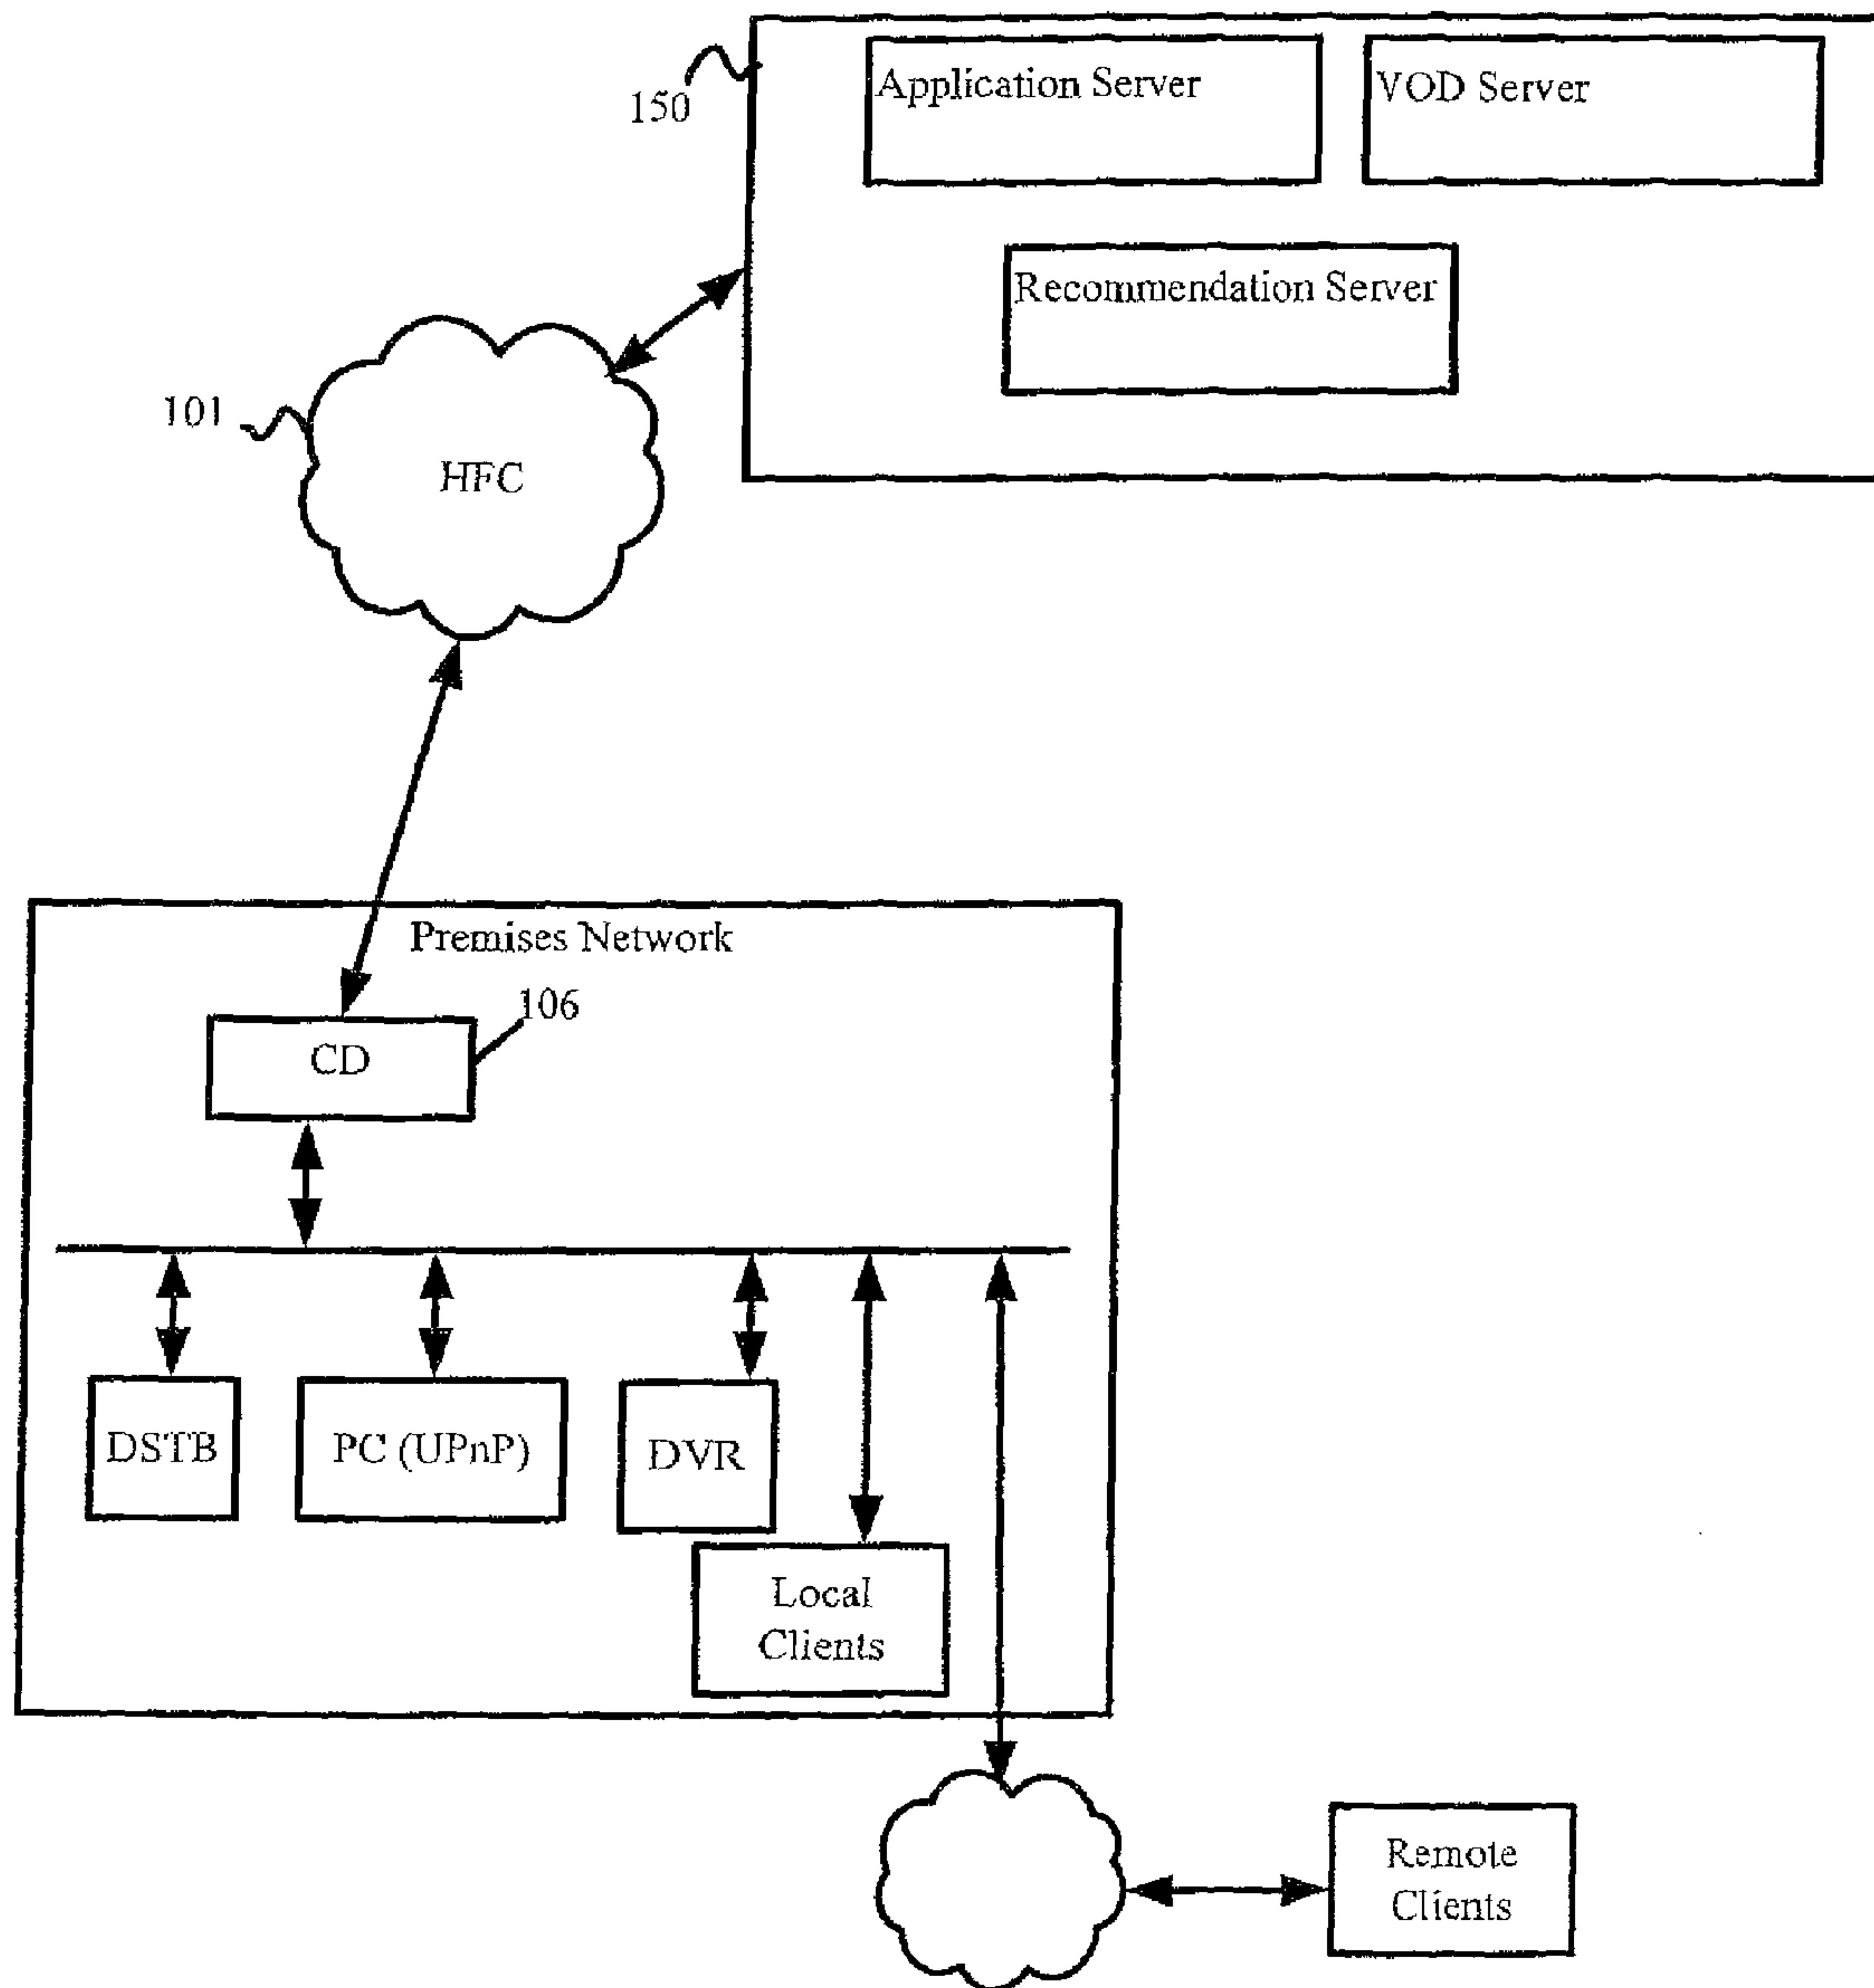 150
Application Server
VOD Server
Recommendation Server
101
HFC
Premises Network
106
CD
DSTB
PC (UPnP)
DVR
Local
Clients
Remote
Clients